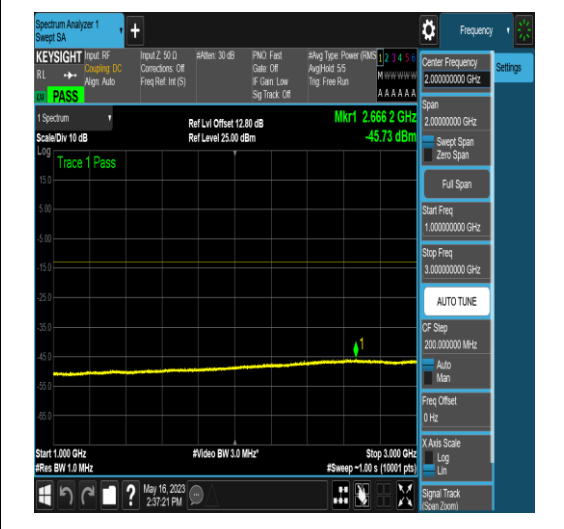 Spectrum Analyzer 1
Swept SA
+
Frequency
KEYSIGHT
RL
PASS
Input: RF
Coupling: DC
Align: Auto
Input Z: 50 Ω
Corrections: Off
Freq Ref: Int (S)
#Atten: 30 dB
PNO: Fast
Gate: Off
IF Gain: Low
Sig Track: Off
#Avg Type: Power (RMS
Avg|Hold: 5/5
Trig: Free Run
1 2 3 4 5 6
M w w w w w
A A A A A A
1 Spectrum
Scale/Div 10 dB
Ref Lvl Offset 12.80 dB
Ref Level 25.00 dBm
Mkr1 2.666 2 GHz
-45.73 dBm
Log
Trace 1 Pass
15.0
5.00
-5.00
-15.0
-25.0
-35.0
-45.0
-55.0
-65.0
1
Start 1.000 GHz
#Res BW 1.0 MHz
#Video BW 3.0 MHz*
Stop 3.000 GHz
#Sweep ~1.00 s (10001 pts)
?
May 16, 2023
2:37:21 PM
Center Frequency
2.000000000 GHz
Span
2.00000000 GHz
Swept Span
Zero Span
Full Span
Start Freq
1.000000000 GHz
Stop Freq
3.000000000 GHz
AUTO TUNE
CF Step
200.000000 MHz
Auto
Man
Freq Offset
0 Hz
X Axis Scale
Log
Lin
Signal Track
(Span Zoom)
Settings